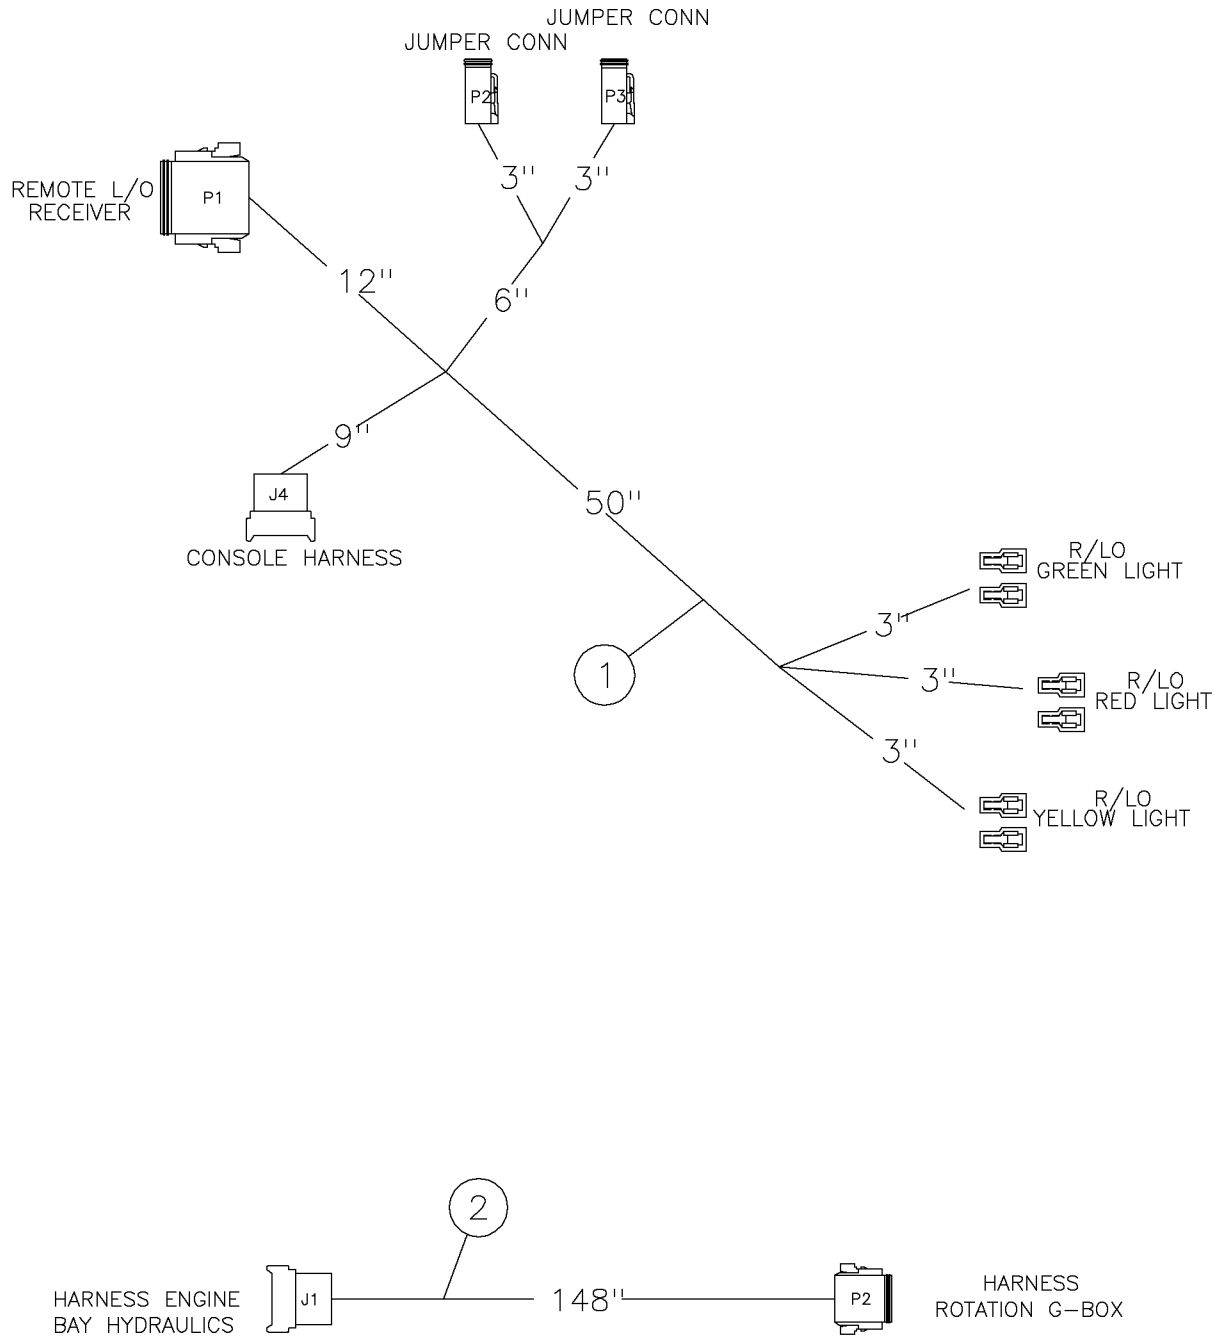 JUMPER CONN
JUMPER CONN
P2
P3
3"
3"
REMOTE L/O
RECEIVER
P1
12"
6"
9"
J4
CONSOLE HARNESS
50"
R/LO
GREEN LIGHT
3"
1
3"
R/LO
RED LIGHT
3"
R/LO
YELLOW LIGHT
2
HARNESS ENGINE
BAY HYDRAULICS
J1
148"
P2
HARNESS
ROTATION G-BOX